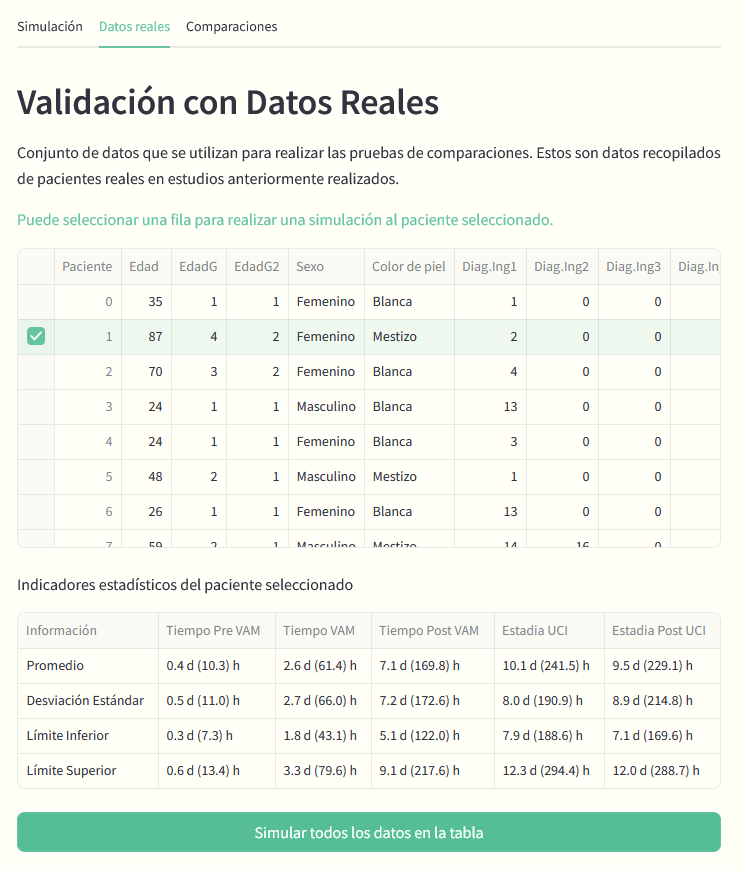 Simulación Datos reales Comparaciones
Validación con Datos Reales
Conjunto de datos que se utilizan para realizar las pruebas de comparaciones. Estos son datos recopilados
de pacientes reales en estudios anteriormente realizados.
Puede seleccionar una fila para realizar una simulación al paciente seleccionado.
Paciente Edad EdadG EdadG2 Sexo Color de piel Diag.Ing1 Diag.Ing2 Diag.Ing3 Diag.In
0 35 1 1 Femenino Blanca 1 0 0
1 87 4 2 Femenino Mestizo 2 0 0
2 70 3 2 Femenino Blanca 4 0 0
3 24 1 1 Masculino Blanca 13 0 0
4 24 1 1 Femenino Blanca 3 0 0
5 48 2 1 Masculino Mestizo 1 0 0
6 26 1 1 Femenino Blanca 13 0 0
7 59 2 1 Masculino Mestizo 14 16 0
Indicadores estadísticos del paciente seleccionado
Información Tiempo Pre VAM Tiempo VAM Tiempo Post VAM Estadia UCI Estadia Post UCI
Promedio 0.4 d (10.3) h 2.6 d (61.4) h 7.1 d (169.8) h 10.1 d (241.5) h 9.5 d (229.1) h
Desviación Estándar 0.5 d (11.0) h 2.7 d (66.0) h 7.2 d (172.6) h 8.0 d (190.9) h 8.9 d (214.8) h
Límite Inferior 0.3 d (7.3) h 1.8 d (43.1) h 5.1 d (122.0) h 7.9 d (188.6) h 7.1 d (169.6) h
Límite Superior 0.6 d (13.4) h 3.3 d (79.6) h 9.1 d (217.6) h 12.3 d (294.4) h 12.0 d (288.7) h
Simular todos los datos en la tabla